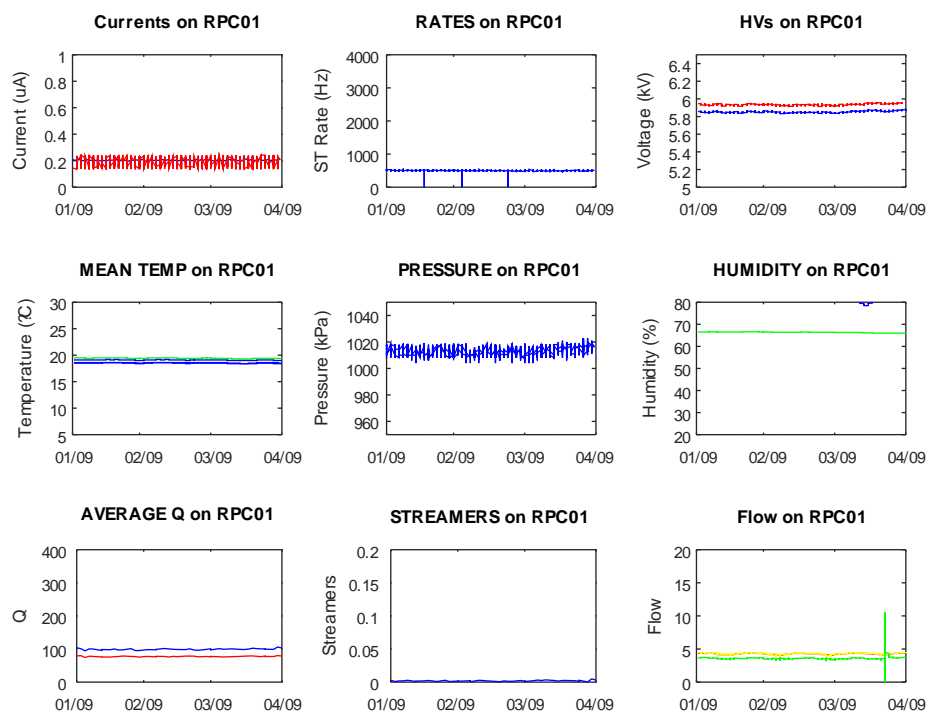 Currents on RPC01
RATES on RPC01
HVs on RPC01
Current (uA)
1
0.8
0.6
0.4
0.2
0
01/09 02/09 03/09 04/09
ST Rate (Hz)
4000
3000
2000
1000
0
01/09 02/09 03/09 04/09
Voltage (kV)
6.4
6.2
6
5.8
5.6
5.4
5.2
5
01/09 02/09 03/09 04/09
MEAN TEMP on RPC01
PRESSURE on RPC01
HUMIDITY on RPC01
Temperature (?C)
30
25
20
15
10
5
01/09 02/09 03/09 04/09
Pressure (kPa)
1040
1020
1000
980
960
01/09 02/09 03/09 04/09
Humidity (%)
80
70
60
50
40
30
20
01/09 02/09 03/09 04/09
AVERAGE Q on RPC01
STREAMERS on RPC01
Flow on RPC01
Q
400
300
200
100
0
01/09 02/09 03/09 04/09
Streamers
0.2
0.15
0.1
0.05
0
01/09 02/09 03/09 04/09
Flow
20
15
10
5
0
01/09 02/09 03/09 04/09